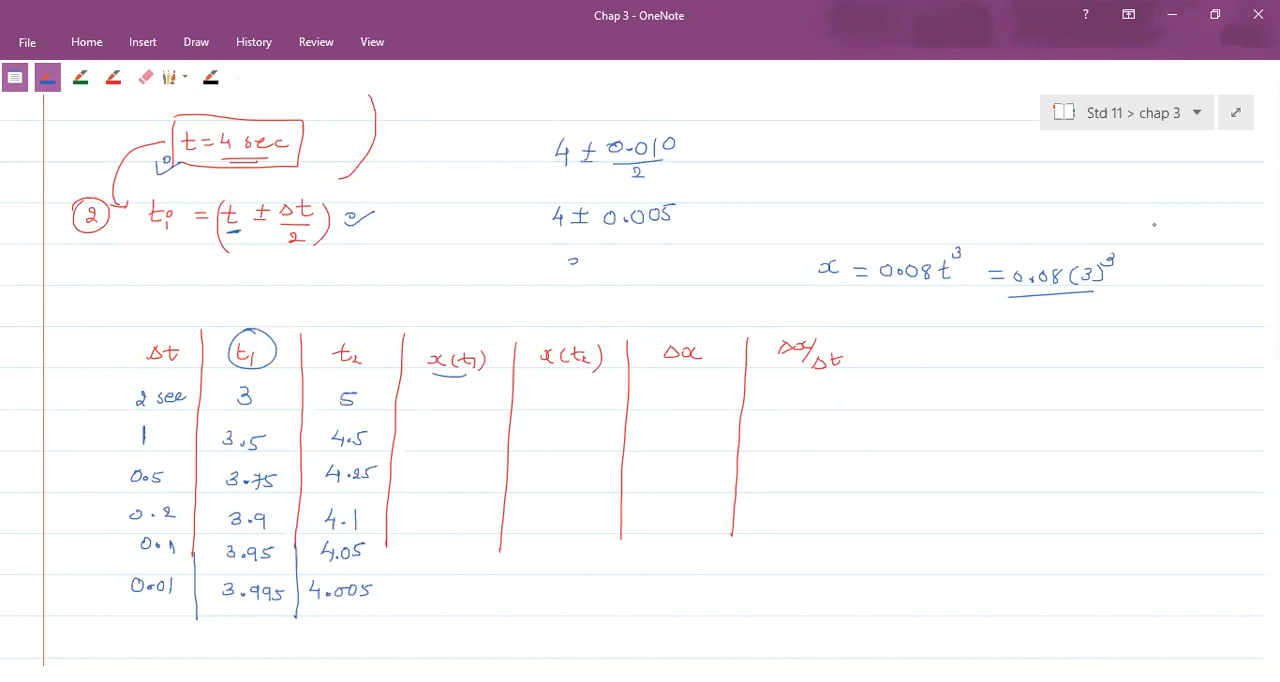 Chap 3 - OneNote
File Home Insert Draw History Review View
Std 11 > chap 3
t = 4 sec
② t₁ = (t ± Δt/2)
4 ± 0.010/2
4 ± 0.005
=
x = 0.08t³ = 0.08(3)³
Δt t₁ t₂ x(t₁) x(t₂) Δx Δx/Δt
2 sec 3 5
1 3.5 4.5
0.5 3.75 4.25
0.2 3.9 4.1
0.1 3.95 4.05
0.01 3.995 4.005